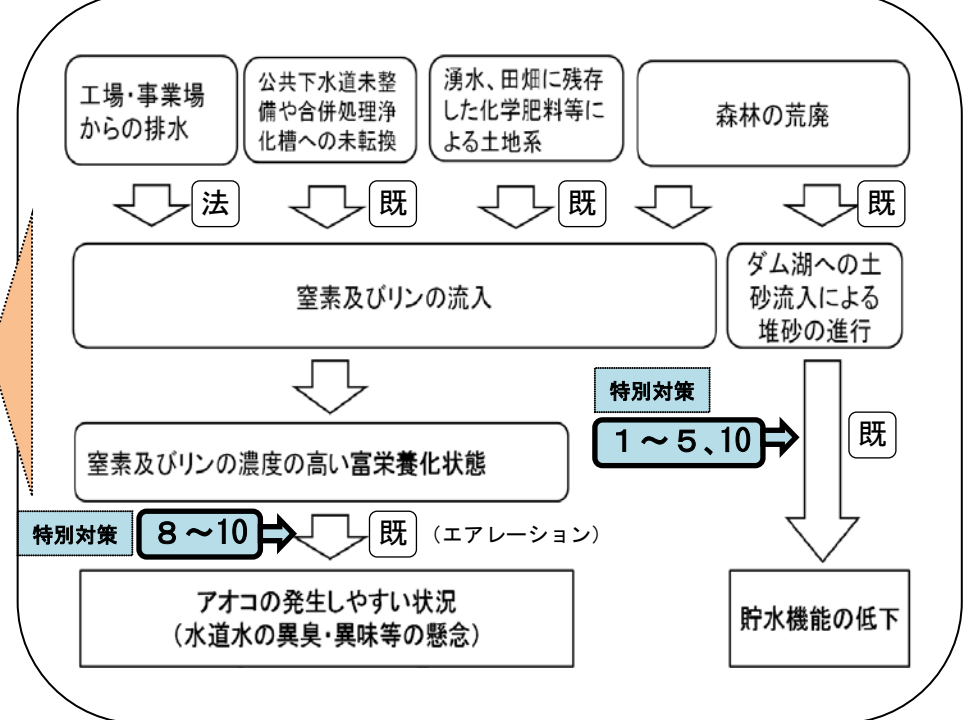 工場・事業場
からの排水
公共下水道未整
備や合併処理浄
化槽への未転換
湧水、田畑に残存
した化学肥料等に
よる土地系
森林の荒廃
法
既
既
既
窒素及びリンの流入
ダム湖への土
砂流入による
堆砂の進行
特別対策
1～5、10
既
窒素及びリンの濃度の高い富栄養化状態
特別対策
8～10
既
（エアレーション）
アオコの発生しやすい状況
（水道水の異臭・異味等の懸念）
貯水機能の低下